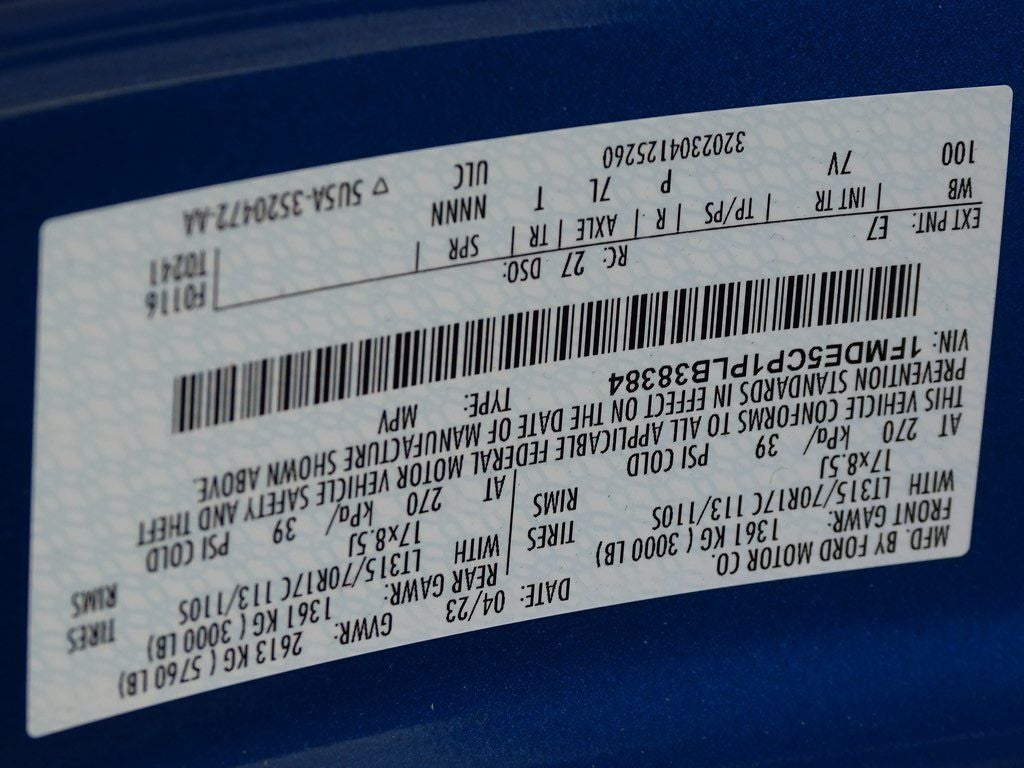 MFD. BY FORD MOTOR CO.
DATE: 04/23 GVWR: 2613 KG ( 5760 LB)
FRONT GAWR: 1361 KG ( 3000 LB) REAR GAWR: 1361 KG ( 3000 LB)
WITH LT315/70R17C 113/110S TIRES WITH LT315/70R17C 113/110S TIRES
17x8.5J RIMS 17x8.5J RIMS
AT 270 kPa/ 39 PSI COLD AT 270 kPa/ 39 PSI COLD
THIS VEHICLE CONFORMS TO ALL APPLICABLE FEDERAL MOTOR VEHICLE SAFETY AND THEFT
PREVENTION STANDARDS IN EFFECT ON THE DATE OF MANUFACTURE SHOWN ABOVE.
VIN: 1FMDE5CP1PLB38384 TYPE: MPV
EXT PNT: E7 RC: 27 DSO: F0116
WB | INT TR | TP/PS | R | AXLE | TR | SPR | T0241
100 7V P 7L T NNNN
320230412526​0 ULC ▽ 5U5A-3520472-AA